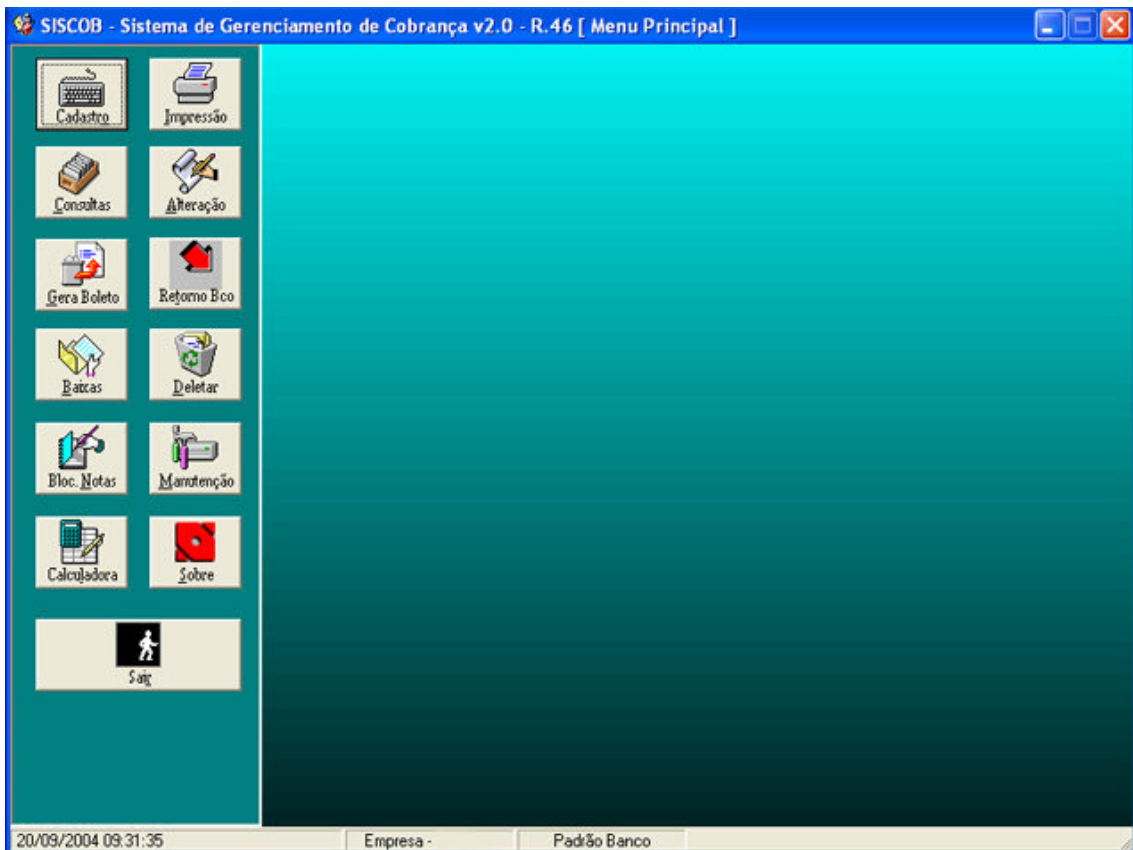 SISCOB - Sistema de Gerenciamento de Cobrança v2.0 - R.46 [ Menu Principal ]
Cadastro Impressão
Consultas Alteração
Gera Boleto Retorno Bco
Baixas Deletar
Bloc. Notas Manutenção
Calculadora Sobre
Sair
20/09/2004 09:31:35 Empresa - Padrão Banco